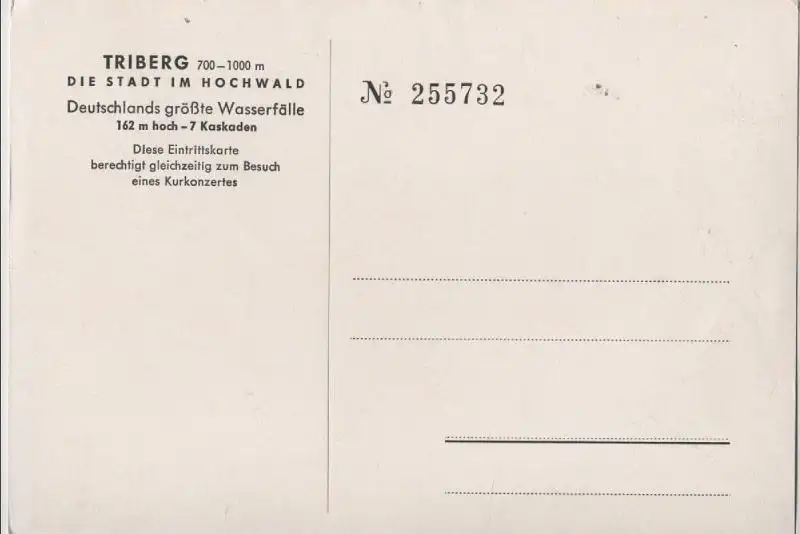 TRIBERG 700–1000 m
DIE STADT IM HOCHWALD
Deutschlands größte Wasserfälle
162 m hoch – 7 Kaskaden
Diese Eintrittskarte
berechtigt gleichzeitig zum Besuch
eines Kurkonzertes
№ 255732